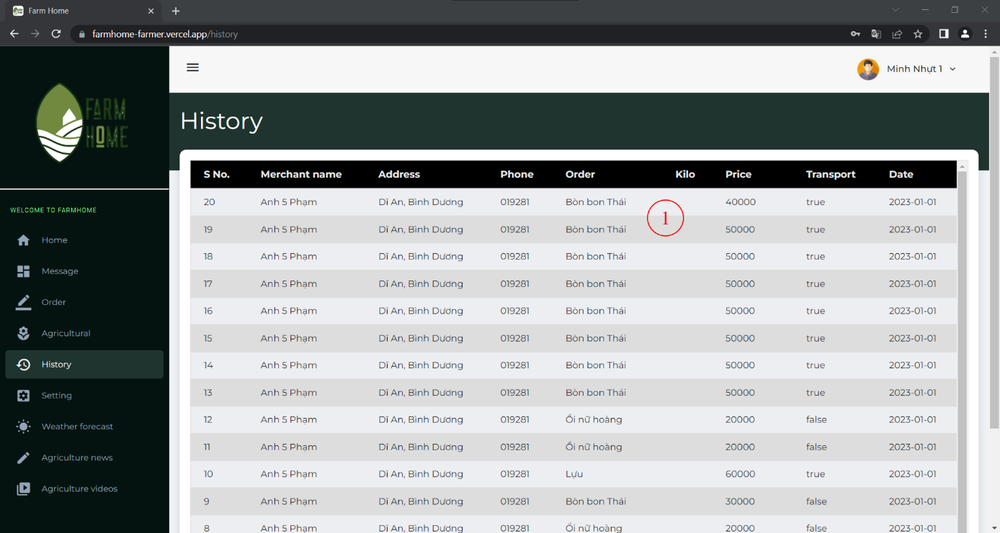 Farm Home
farmhome-farmer.vercel.app/history
FARM
HOME
Minh Nhựt 1
History
WELCOME TO FARMHOME
Home
Message
Order
Agricultural
History
Setting
Weather forecast
Agriculture news
Agriculture videos
S No. Merchant name Address Phone Order Kilo Price Transport Date
20 Anh 5 Phạm Dĩ An, Bình Dương 019281 Bòn bon Thái 40000 true 2023-01-01
1
19 Anh 5 Phạm Dĩ An, Bình Dương 019281 Bòn bon Thái 50000 true 2023-01-01
18 Anh 5 Phạm Dĩ An, Bình Dương 019281 Bòn bon Thái 50000 true 2023-01-01
17 Anh 5 Phạm Dĩ An, Bình Dương 019281 Bòn bon Thái 50000 true 2023-01-01
16 Anh 5 Phạm Dĩ An, Bình Dương 019281 Bòn bon Thái 50000 true 2023-01-01
15 Anh 5 Phạm Dĩ An, Bình Dương 019281 Bòn bon Thái 50000 true 2023-01-01
14 Anh 5 Phạm Dĩ An, Bình Dương 019281 Bòn bon Thái 50000 true 2023-01-01
13 Anh 5 Phạm Dĩ An, Bình Dương 019281 Bòn bon Thái 50000 true 2023-01-01
12 Anh 5 Phạm Dĩ An, Bình Dương 019281 Ổi nữ hoàng 20000 false 2023-01-01
11 Anh 5 Phạm Dĩ An, Bình Dương 019281 Ổi nữ hoàng 20000 false 2023-01-01
10 Anh 5 Phạm Dĩ An, Bình Dương 019281 Lựu 60000 true 2023-01-01
9 Anh 5 Phạm Dĩ An, Bình Dương 019281 Bòn bon Thái 30000 false 2023-01-01
8 Anh 5 Phạm Dĩ An, Bình Dương 019281 Ổi nữ hoàng 20000 false 2023-01-01